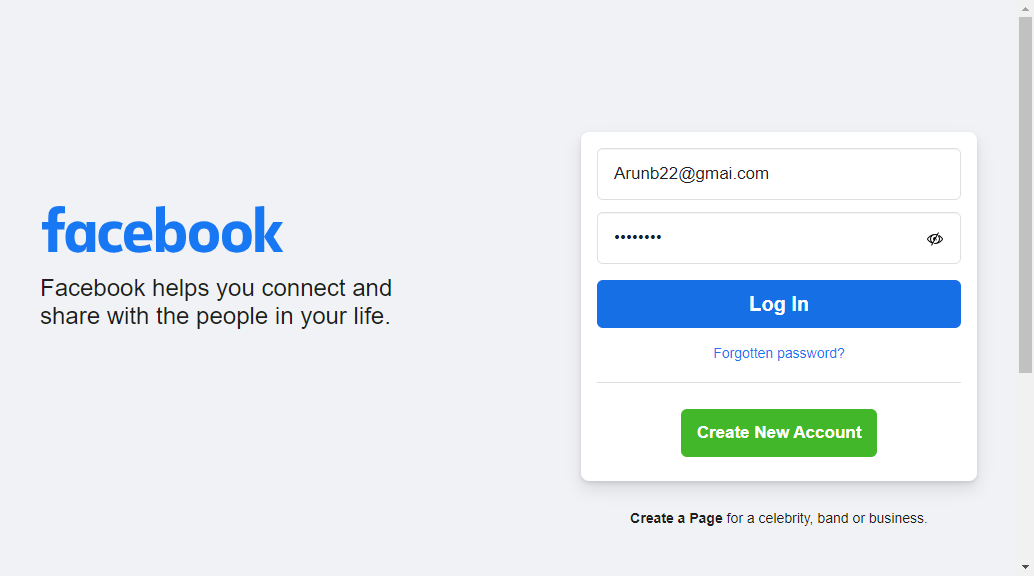 facebook
Facebook helps you connect and
share with the people in your life.
Arunb22@gmai.com
••••••••
Log In
Forgotten password?
Create New Account
Create a Page for a celebrity, band or business.